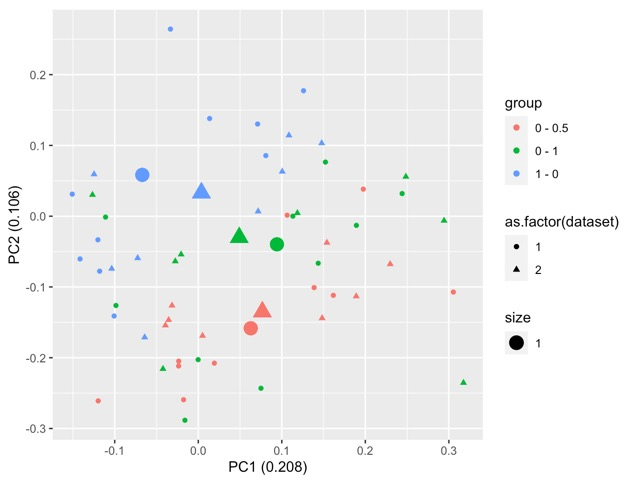 0.2
0.1
0.0
-0.1
-0.2
-0.3
PC2 (0.106)
-0.1 0.0 0.1 0.2 0.3
PC1 (0.208)
group
0 - 0.5
0 - 1
1 - 0
as.factor(dataset)
1
2
size
1